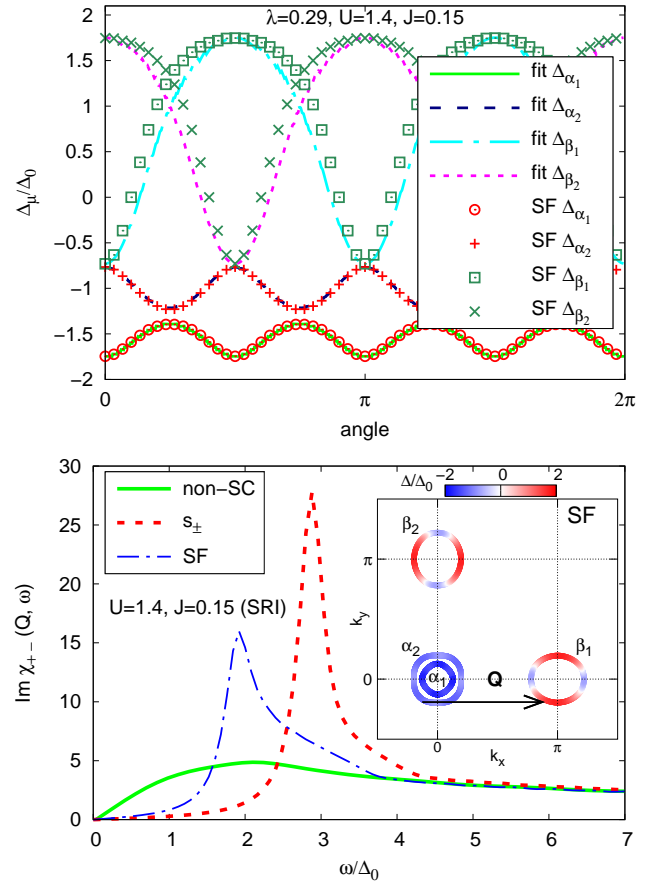 λ=0.29, U=1.4, J=0.15
Δμ/Δ0
2
1.5
1
0.5
0
−0.5
−1
−1.5
−2
fit Δα1
fit Δα2
fit Δβ1
fit Δβ2
SF Δα1
SF Δα2
SF Δβ1
SF Δβ2
0
π
2π
angle
Im χ+− (Q, ω)
30
25
20
15
10
5
0
non−SC
s±
SF
U=1.4, J=0.15 (SRI)
Δ/Δ0
−2
0
2
SF
β2
π
ky
α2
α1
β1
0
Q
0
kx
π
0
1
2
3
4
5
6
7
ω/Δ0